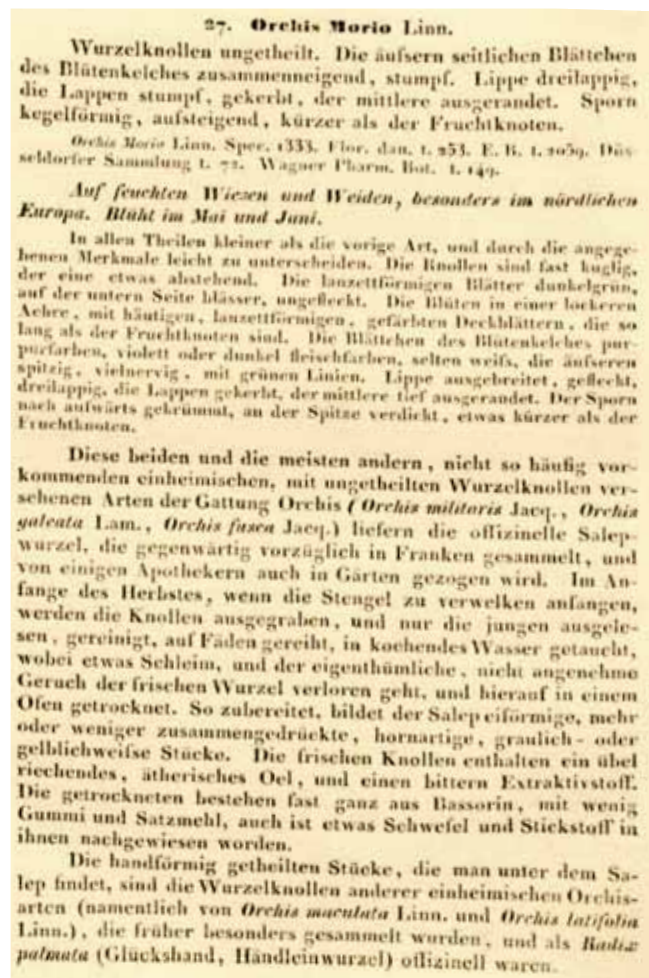 27. Orchis Morio Linn.
Wurzelknollen ungetheilt. Die äufsern seitlichen Blättchen
des Blütenkelches zusammenneigend, stumpf. Lippe dreilappig,
die Lappen stumpf, gekerbt, der mittlere ausgerandet. Sporn
kegelförmig, aufsteigend, kürzer als der Fruchtknoten.
Orchis Morio Linn. Spec. 1333. Flor. dan. t. 253. E. B. t. 2059. Düs-
seldorfer Sammlung t. 72. Wagner Pharm. Bot. t. 149.
Auf feuchten Wiesen und Weiden, besonders im nördlichen
Europa. Blüht im Mai und Juni.
In allen Theilen kleiner als die vorige Art, und durch die angege-
benen Merkmale leicht zu unterscheiden. Die Knollen sind fast kuglig,
der eine etwas abstehend. Die lanzettförmigen Blätter dunkelgrün,
auf der untern Seite blässer, ungefleckt. Die Blüten in einer lockeren
Aehre, mit häutigen, lanzettförmigen, gefärbten Deckblättern, die so
lang als der Fruchtknoten sind. Die Blättchen des Blütenkelches pur-
purfarben, violett oder dunkel fleischfarben, selten weifs, die äufseren
spitzig, vielnervig, mit grünen Linien. Lippe ausgebreitet, gefleckt,
dreilappig, die Lappen gekerbt, der mittlere tief ausgerandet. Der Sporn
nach aufwärts gekrümmt, an der Spitze verdickt, etwas kürzer als der
Fruchtknoten.
Diese beiden und die meisten andern, nicht so häufig vor-
kommenden einheimischen, mit ungetheilten Wurzelknollen ver-
sehenen Arten der Gattung Orchis (Orchis militaris Jacq., Orchis
galeata Lam., Orchis fusca Jacq.) liefern die offizinelle Salep-
wurzel, die gegenwärtig vorzüglich in Franken gesammelt, und
von einigen Apothekern auch in Gärten gezogen wird. Im An-
fange des Herbstes, wenn die Stengel zu verwelken anfangen,
werden die Knollen ausgegraben, und nur die jungen ausgele-
sen, gereinigt, auf Fäden gereiht, in kochendes Wasser getaucht,
wobei etwas Schleim, und der eigenthümliche, nicht angenehme
Geruch der frischen Wurzel verloren geht, und hierauf in einem
Ofen getrocknet. So zubereitet, bildet der Salep eiförmige, mehr
oder weniger zusammengedrückte, hornartige, graulich- oder
gelblichweifse Stücke. Die frischen Knollen enthalten ein übel
riechendes, ätherisches Oel, und einen bittern Extraktivstoff.
Die getrockneten bestehen fast ganz aus Bassorin, mit wenig
Gummi und Satzmehl, auch ist etwas Schwefel und Stickstoff in
ihnen nachgewiesen worden.
Die handförmig getheilten Stücke, die man unter dem Sa-
lep findet, sind die Wurzelknollen anderer einheimischen Orchis-
arten (namentlich von Orchis maculata Linn. und Orchis latifolia
Linn.), die früher besonders gesammelt wurden, und als Radix
palmata (Glückshand, Händleinwurzel) offizinell waren.